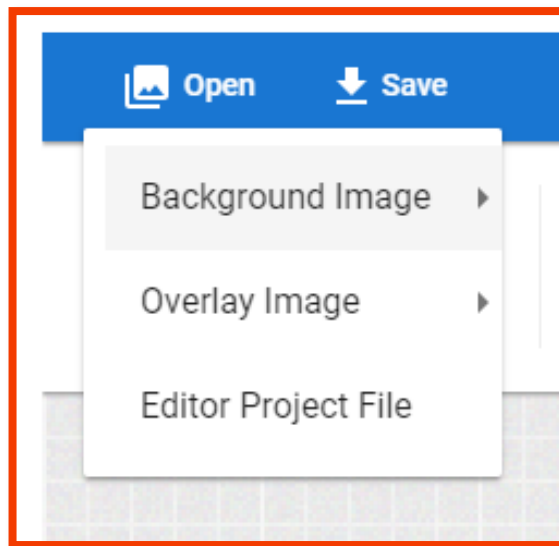 Open Save
Background Image
Overlay Image
Editor Project File